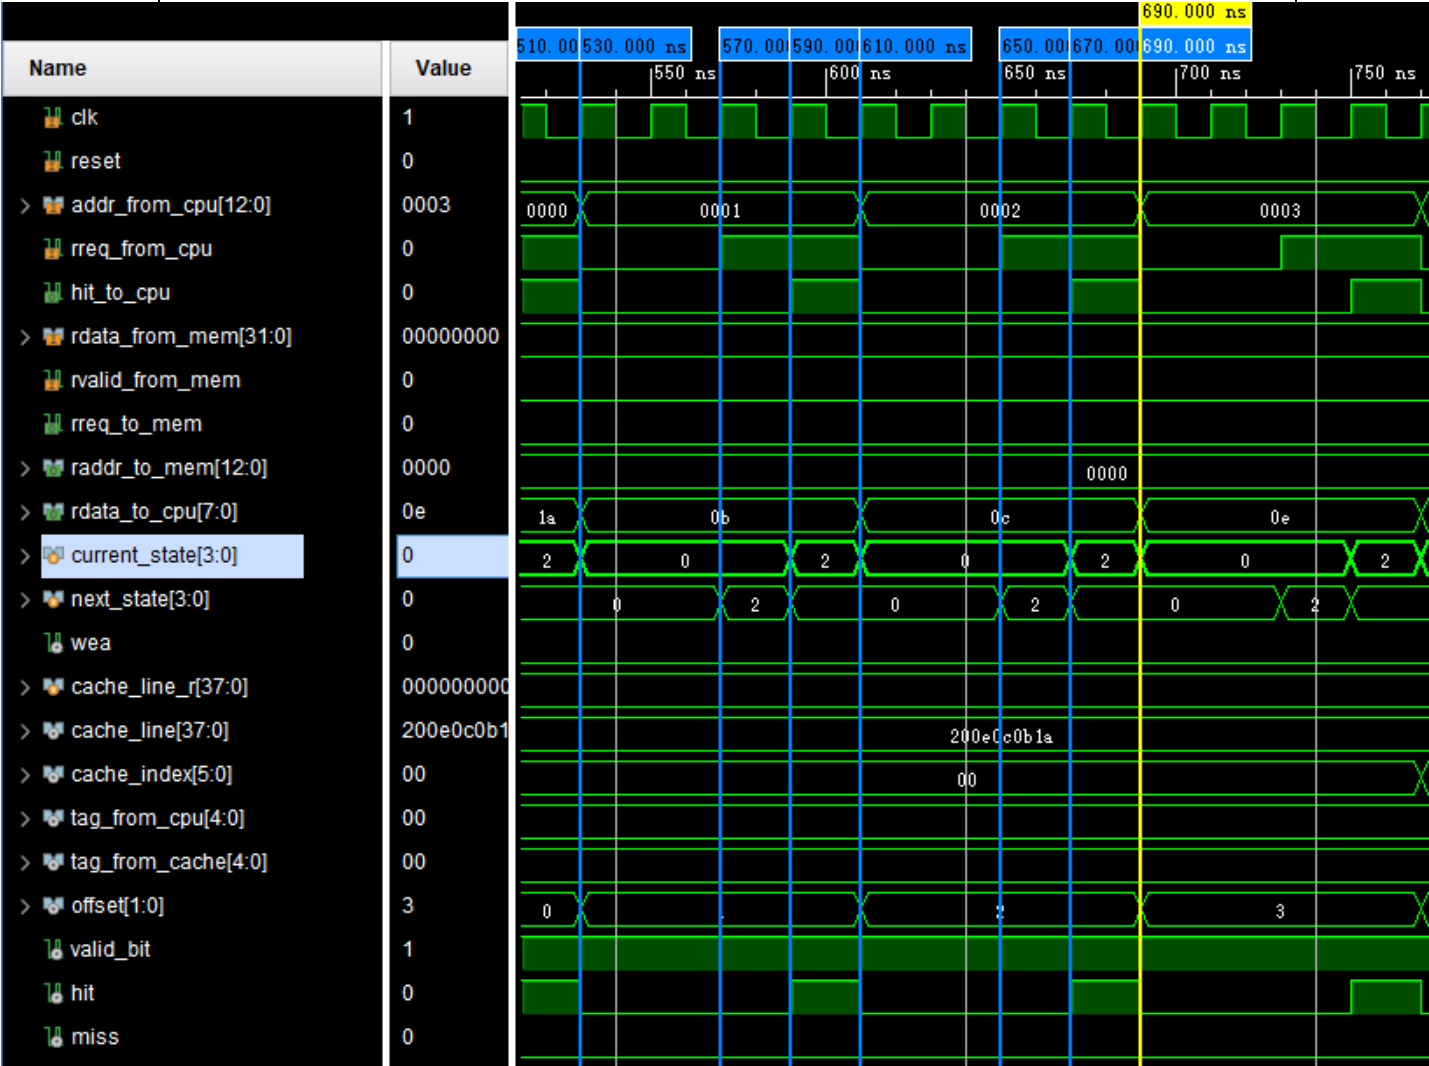 690.000 ns
510.00 530.000 ns 570.00 590.00 610.000 ns 650.00 670.00 690.000 ns
Name Value
550 ns 600 ns 650 ns 700 ns 750 ns
clk 1
reset 0
addr_from_cpu[12:0] 0003 0000 0001 0002 0003
rreq_from_cpu 0
hit_to_cpu 0
rdata_from_mem[31:0] 00000000
rvalid_from_mem 0
rreq_to_mem 0
raddr_to_mem[12:0] 0000 0000
rdata_to_cpu[7:0] 0e 1a 0b 0c 0e
current_state[3:0] 0 2 0 2 0 2 0 2
next_state[3:0] 0 0 2 0 2 0 2
wea 0
cache_line_r[37:0] 000000000
cache_line[37:0] 200e0c0b1 200e0c0b1a
cache_index[5:0] 00 00
tag_from_cpu[4:0] 00
tag_from_cache[4:0] 00
offset[1:0] 3 0 2 3
valid_bit 1
hit 0
miss 0